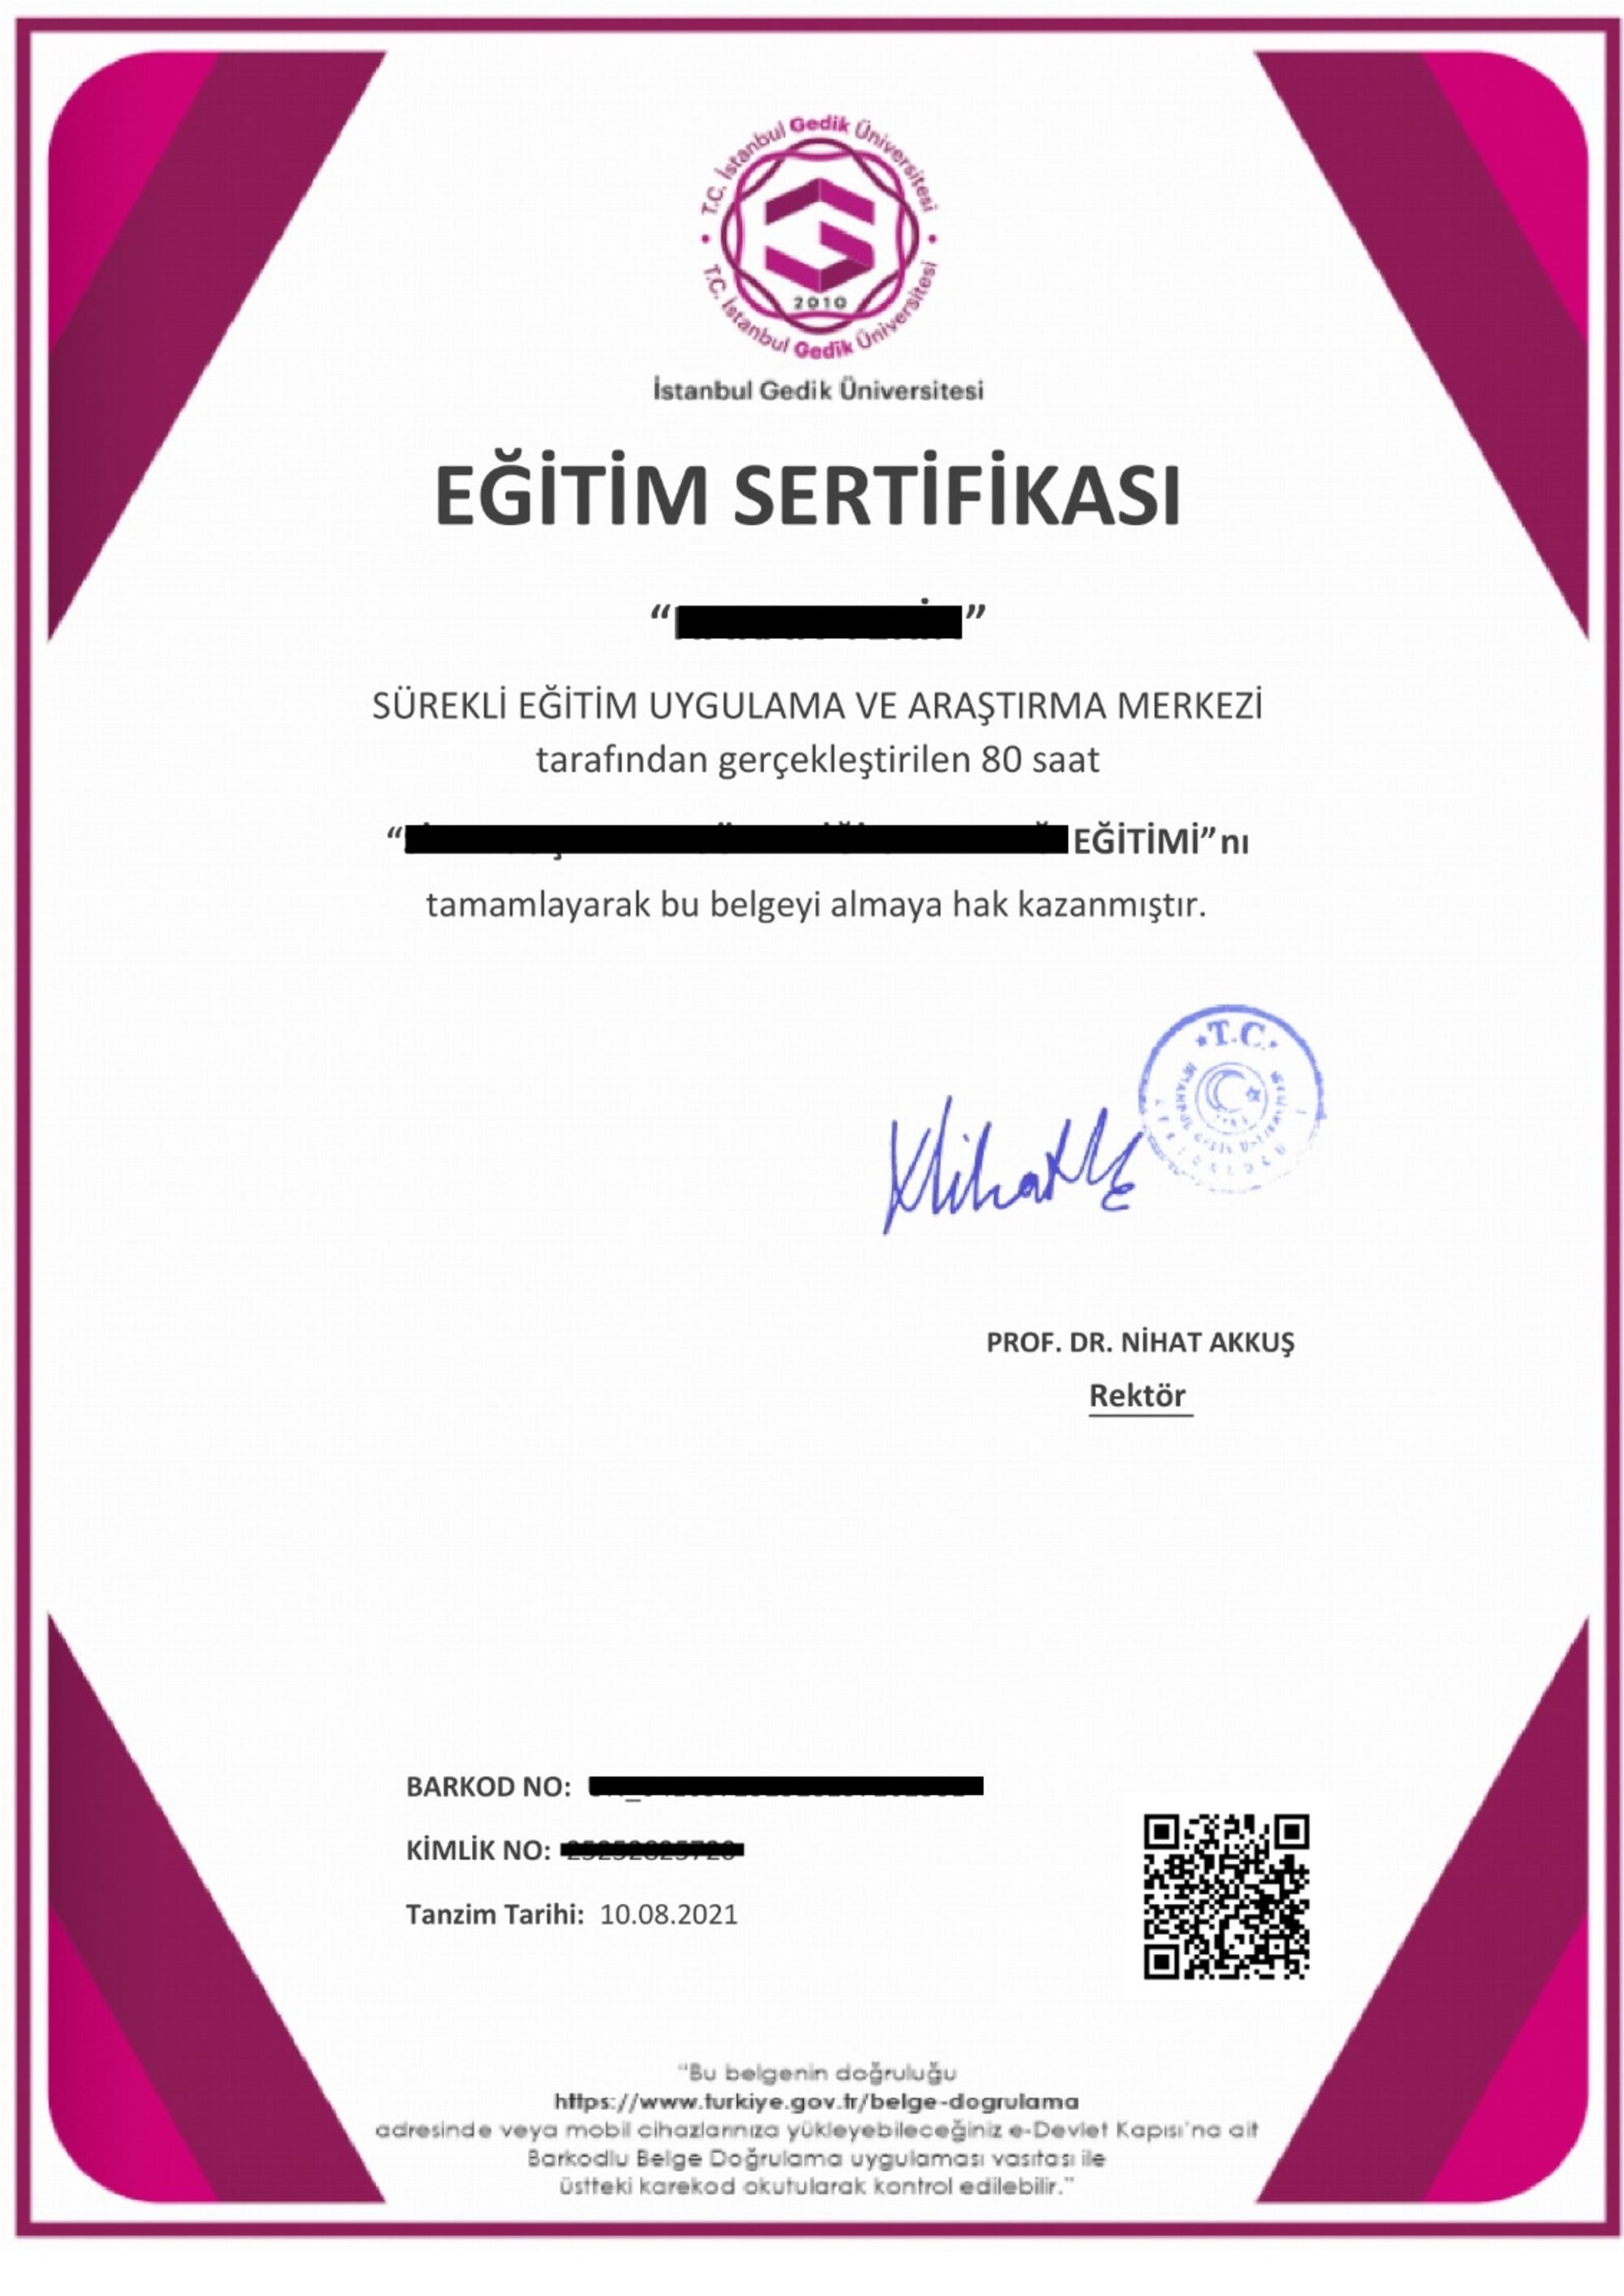 T.C. İstanbul Gedik Üniversitesi
2010
T.C. İstanbul Gedik Üniversitesi
İstanbul Gedik Üniversitesi
EĞİTİM SERTİFİKASI
“ ”
SÜREKLİ EĞİTİM UYGULAMA VE ARAŞTIRMA MERKEZİ
tarafından gerçekleştirilen 80 saat
“ EĞİTİMİ”nı
tamamlayarak bu belgeyi almaya hak kazanmıştır.
T.C.
PROF. DR. NİHAT AKKUŞ
Rektör
BARKOD NO:
KİMLİK NO:
Tanzim Tarihi: 10.08.2021
“Bu belgenin doğruluğu
https://www.turkiye.gov.tr/belge-dogrulama
adresinde veya mobil cihazlarınıza yükleyebileceğiniz e-Devlet Kapısı’na ait
Barkodlu Belge Doğrulama uygulaması vasıtası ile
üstteki karekod okutularak kontrol edilebilir.”